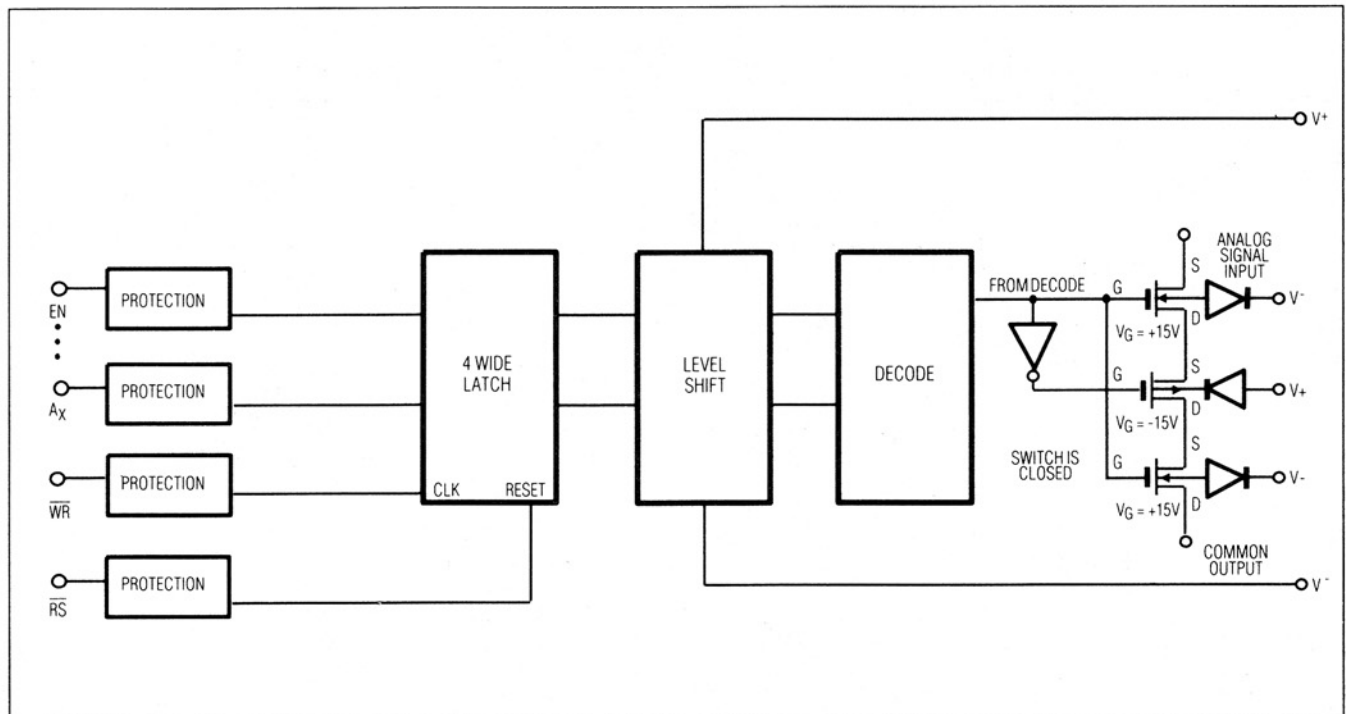 V+
EN
PROTECTION
Ax
PROTECTION
WR
PROTECTION
RS
PROTECTION
4 WIDE
LATCH
CLK RESET
LEVEL
SHIFT
DECODE
FROM DECODE
G
S
D
VG = +15V
ANALOG
SIGNAL
INPUT
V-
G
S
D
VG = -15V
V+
SWITCH IS
CLOSED
G
S
D
VG = +15V
V-
COMMON
OUTPUT
V-